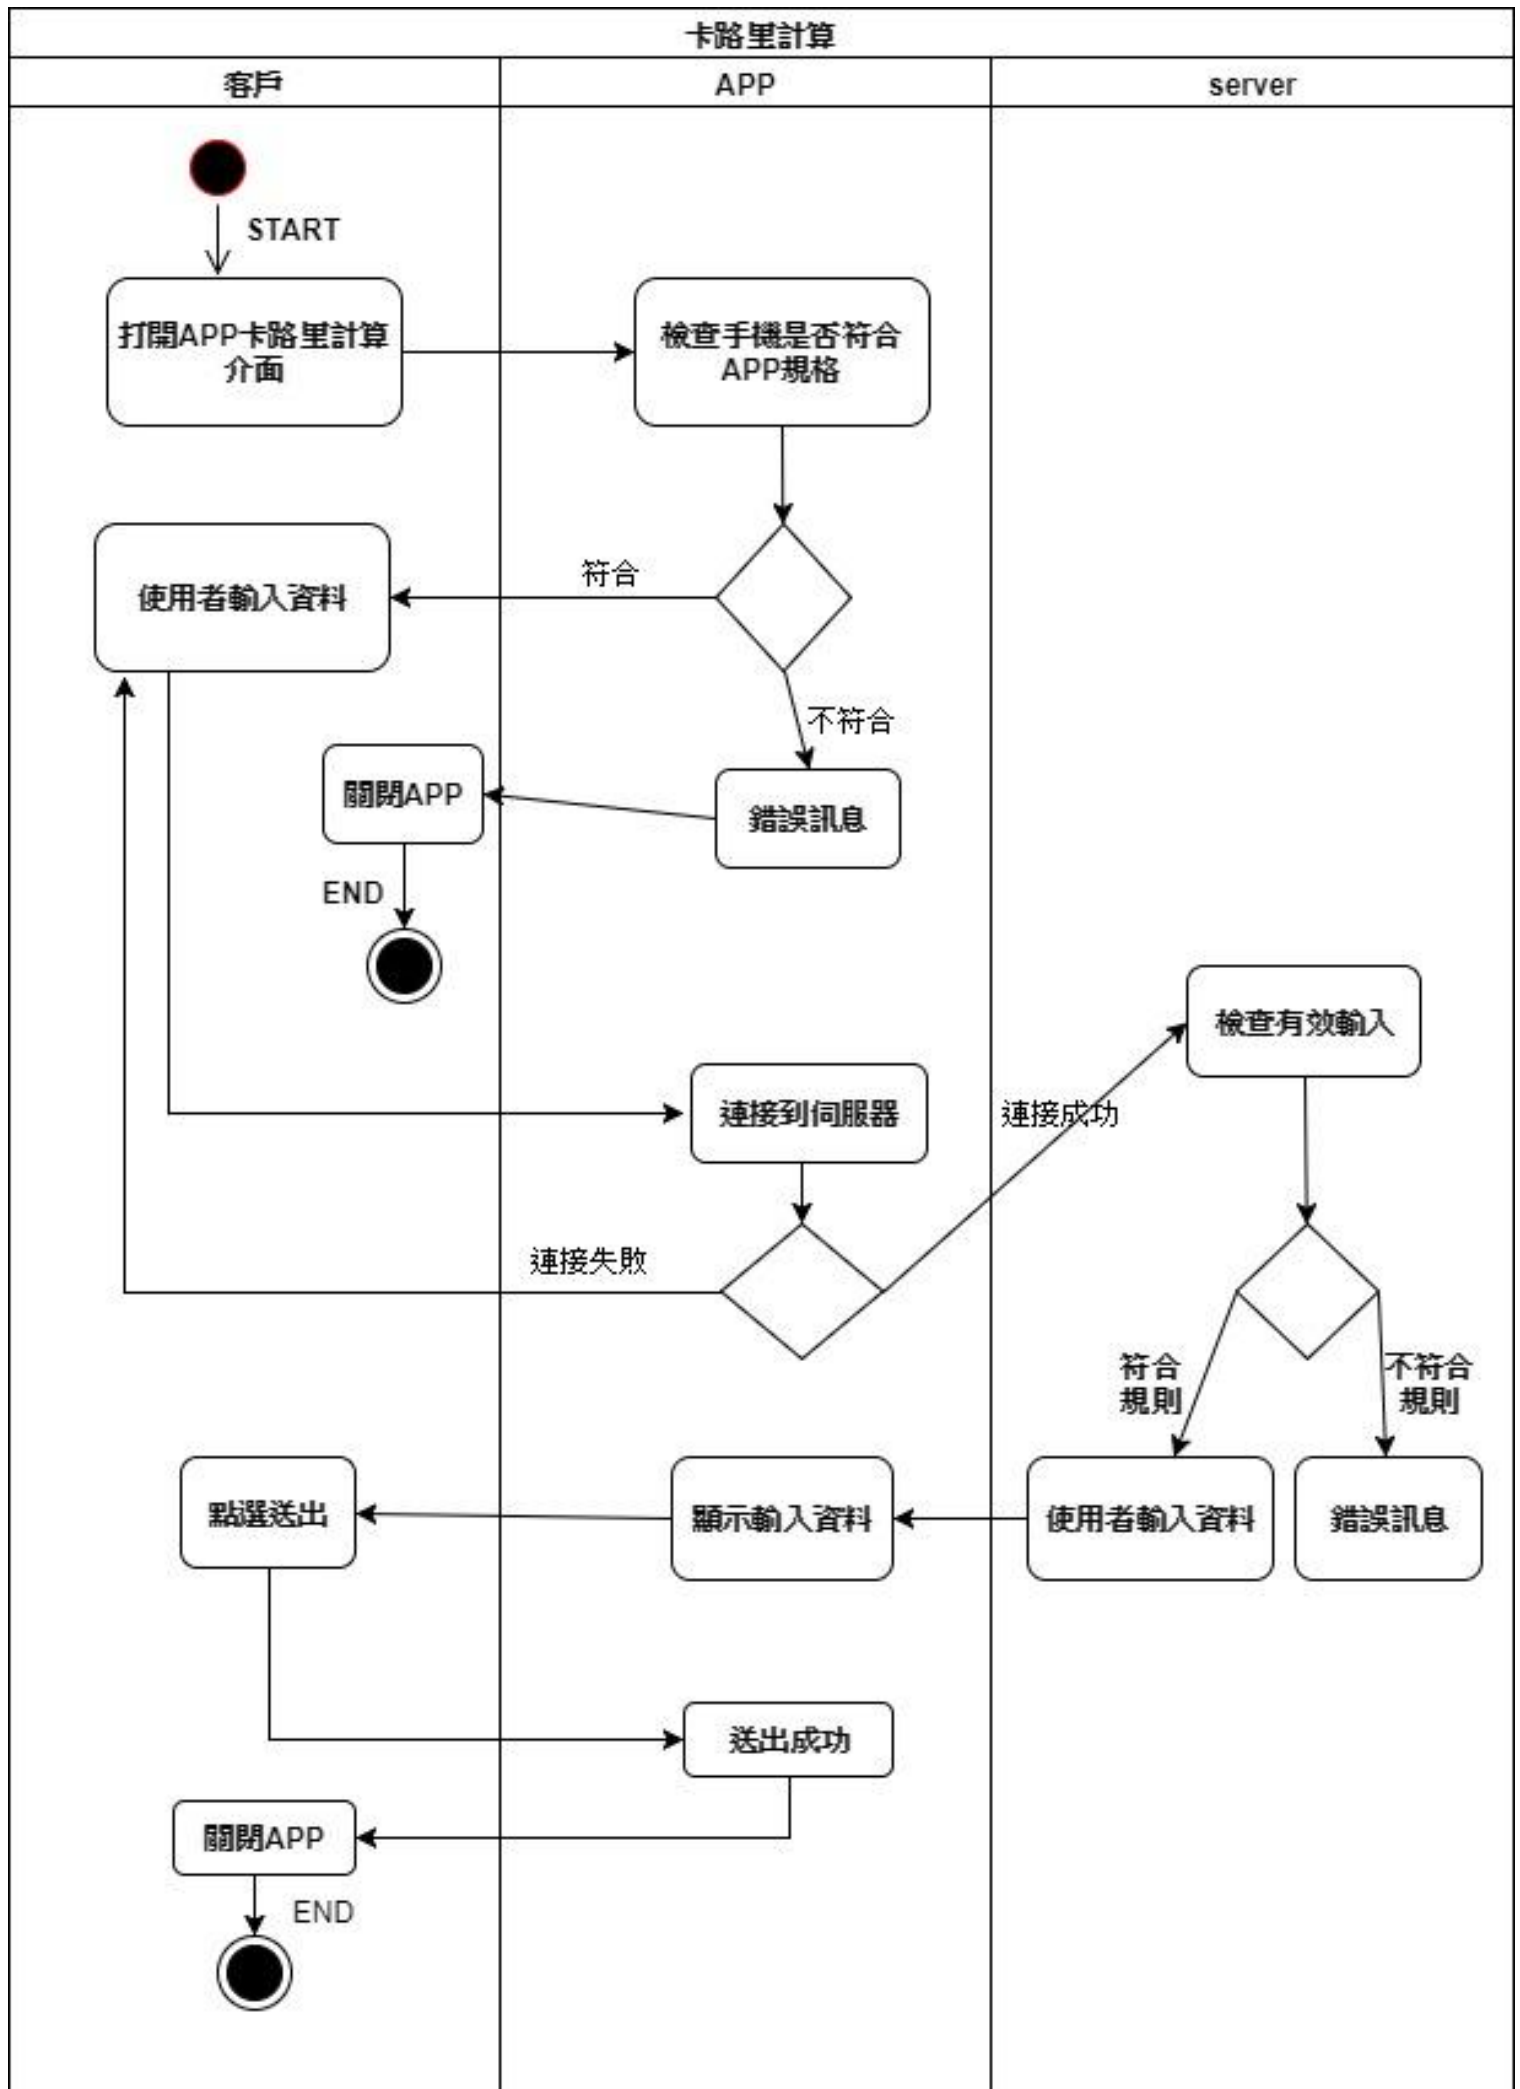 卡路里計算
客戶
APP
server
START
打開APP卡路里計算
介面
檢查手機是否符合
APP規格
符合
使用者輸入資料
不符合
關閉APP
錯誤訊息
END
檢查有效輸入
連接到伺服器
連接成功
連接失敗
符合
規則
不符合
規則
點選送出
顯示輸入資料
使用者輸入資料
錯誤訊息
送出成功
關閉APP
END